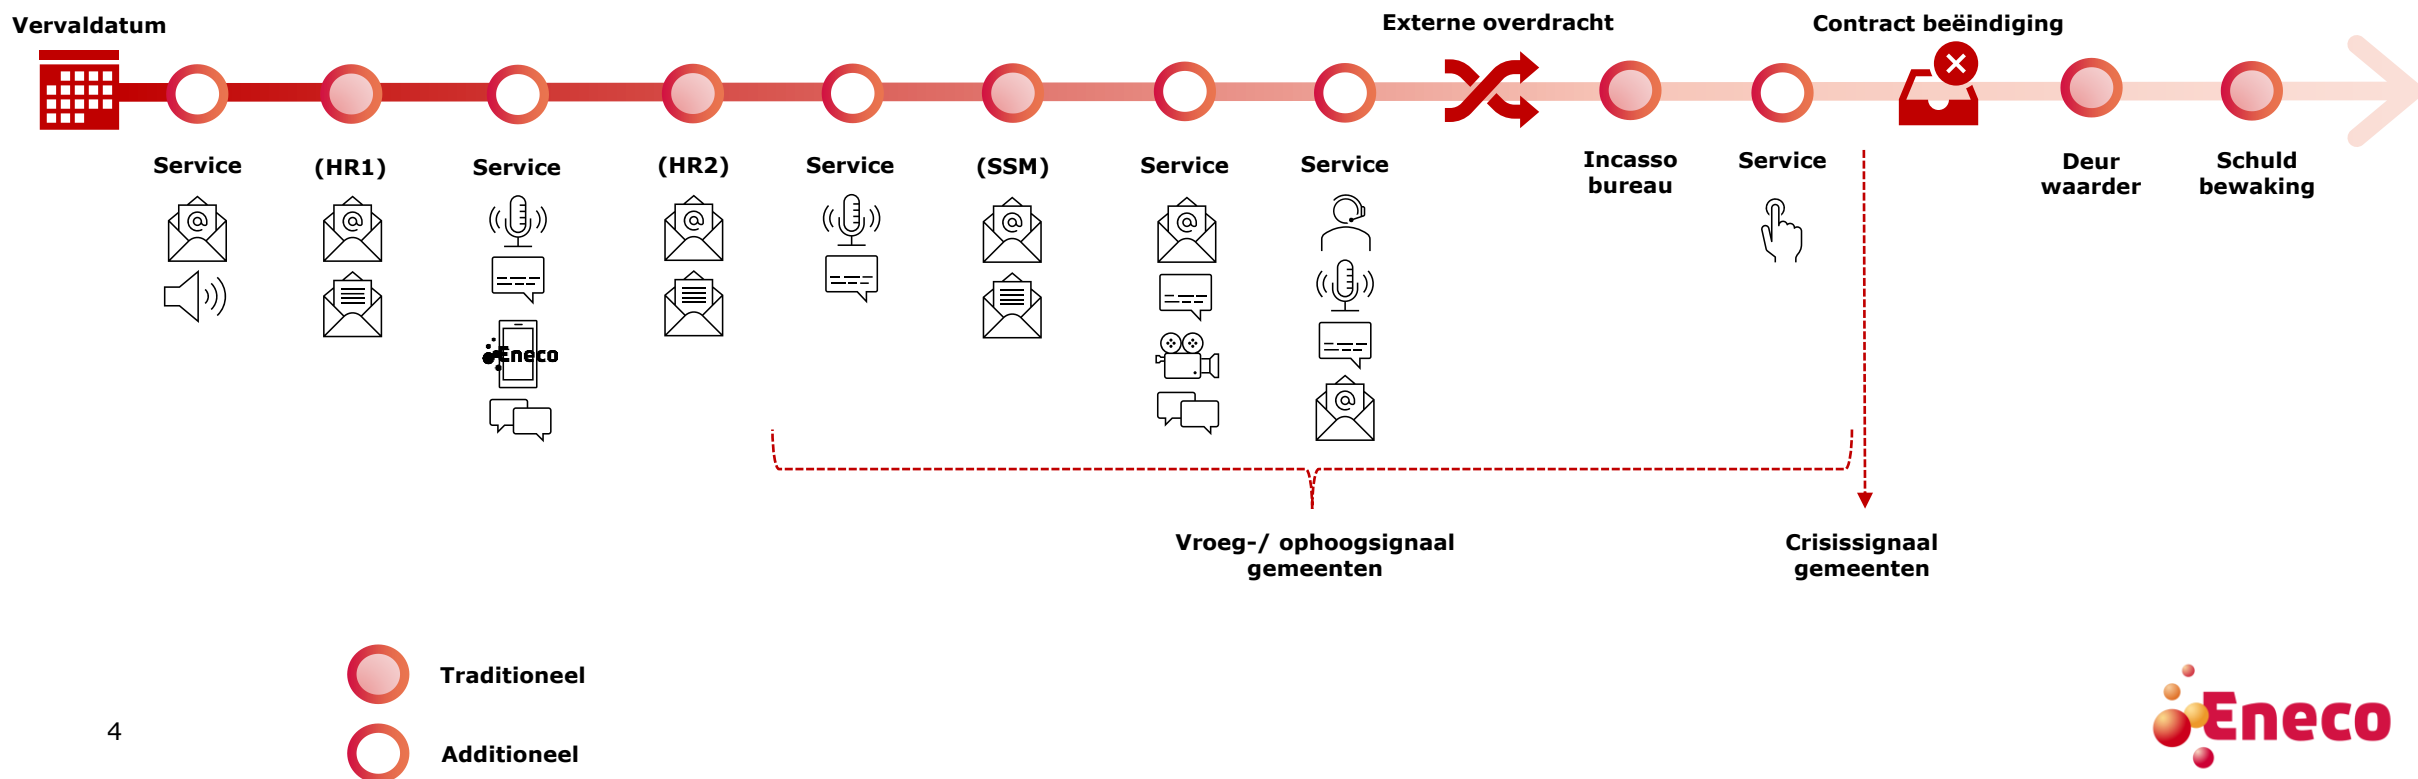 Vervaldatum
Externe overdracht
Contract beëindiging
Service
(HR1)
Service
(HR2)
Service
(SSM)
Service
Service
Incasso
bureau
Service
Deur
waarder
Schuld
bewaking
@
@
@
@
@
Eneco
@
Vroeg-/ ophoogsignaal
gemeenten
Crisissignaal
gemeenten
Traditioneel
Additioneel
4
Eneco